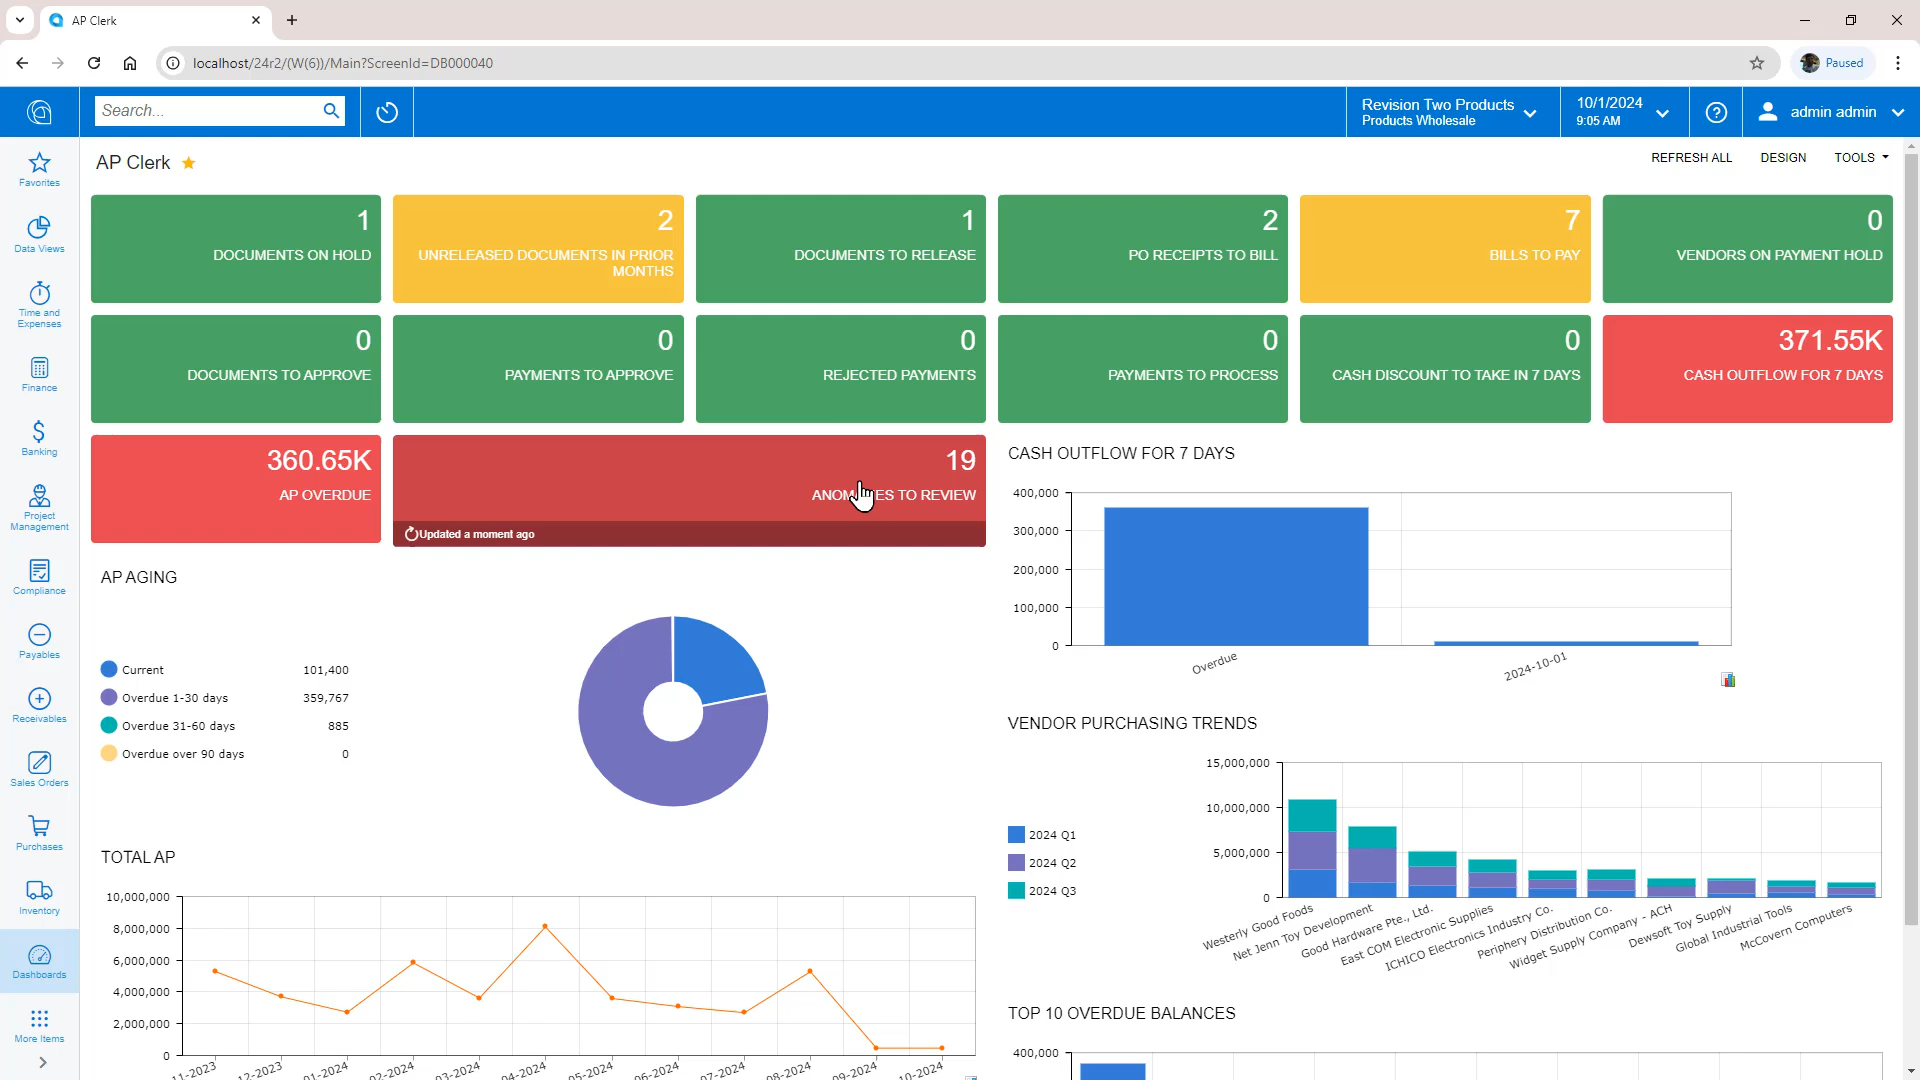 AP Clerk
localhost/24r2/(W(6))/Main?ScreenId=DB000040
Paused
Search...
Revision Two Products
Products Wholesale
10/1/2024
9:05 AM
admin admin
AP Clerk
REFRESH ALL
DESIGN
TOOLS
Favorites
Data Views
Time and
Expenses
Finance
Banking
Project
Management
Compliance
Payables
Receivables
Sales Orders
Purchases
Inventory
Dashboards
More Items
1
DOCUMENTS ON HOLD
2
UNRELEASED DOCUMENTS IN PRIOR
MONTHS
1
DOCUMENTS TO RELEASE
2
PO RECEIPTS TO BILL
7
BILLS TO PAY
0
VENDORS ON PAYMENT HOLD
0
DOCUMENTS TO APPROVE
0
PAYMENTS TO APPROVE
0
REJECTED PAYMENTS
0
PAYMENTS TO PROCESS
0
CASH DISCOUNT TO TAKE IN 7 DAYS
371.55K
CASH OUTFLOW FOR 7 DAYS
360.65K
AP OVERDUE
19
TO REVIEW
Updated a moment ago
AP AGING
Current 101,400
Overdue 1-30 days 359,767
Overdue 31-60 days 885
Overdue over 90 days 0
TOTAL AP
10,000,000
8,000,000
6,000,000
4,000,000
2,000,000
0
11-2023
12-2023
01-2024
02-2024
03-2024
04-2024
05-2024
06-2024
07-2024
08-2024
09-2024
10-2024
CASH OUTFLOW FOR 7 DAYS
400,000
300,000
200,000
100,000
0
Overdue
2024-10-01
VENDOR PURCHASING TRENDS
2024 Q1
2024 Q2
2024 Q3
15,000,000
10,000,000
5,000,000
0
Westerly Good Foods
Net Jenn Toy Development
Good Hardware Pte., Ltd.
East COM Electronic Supplies
ICHICO Electronics Industry Co.
Periphery Distribution Co.
Widget Supply Company - ACH
Dewsoft Toy Supply
Global Industrial Tools
McCovern Computers
TOP 10 OVERDUE BALANCES
400,000